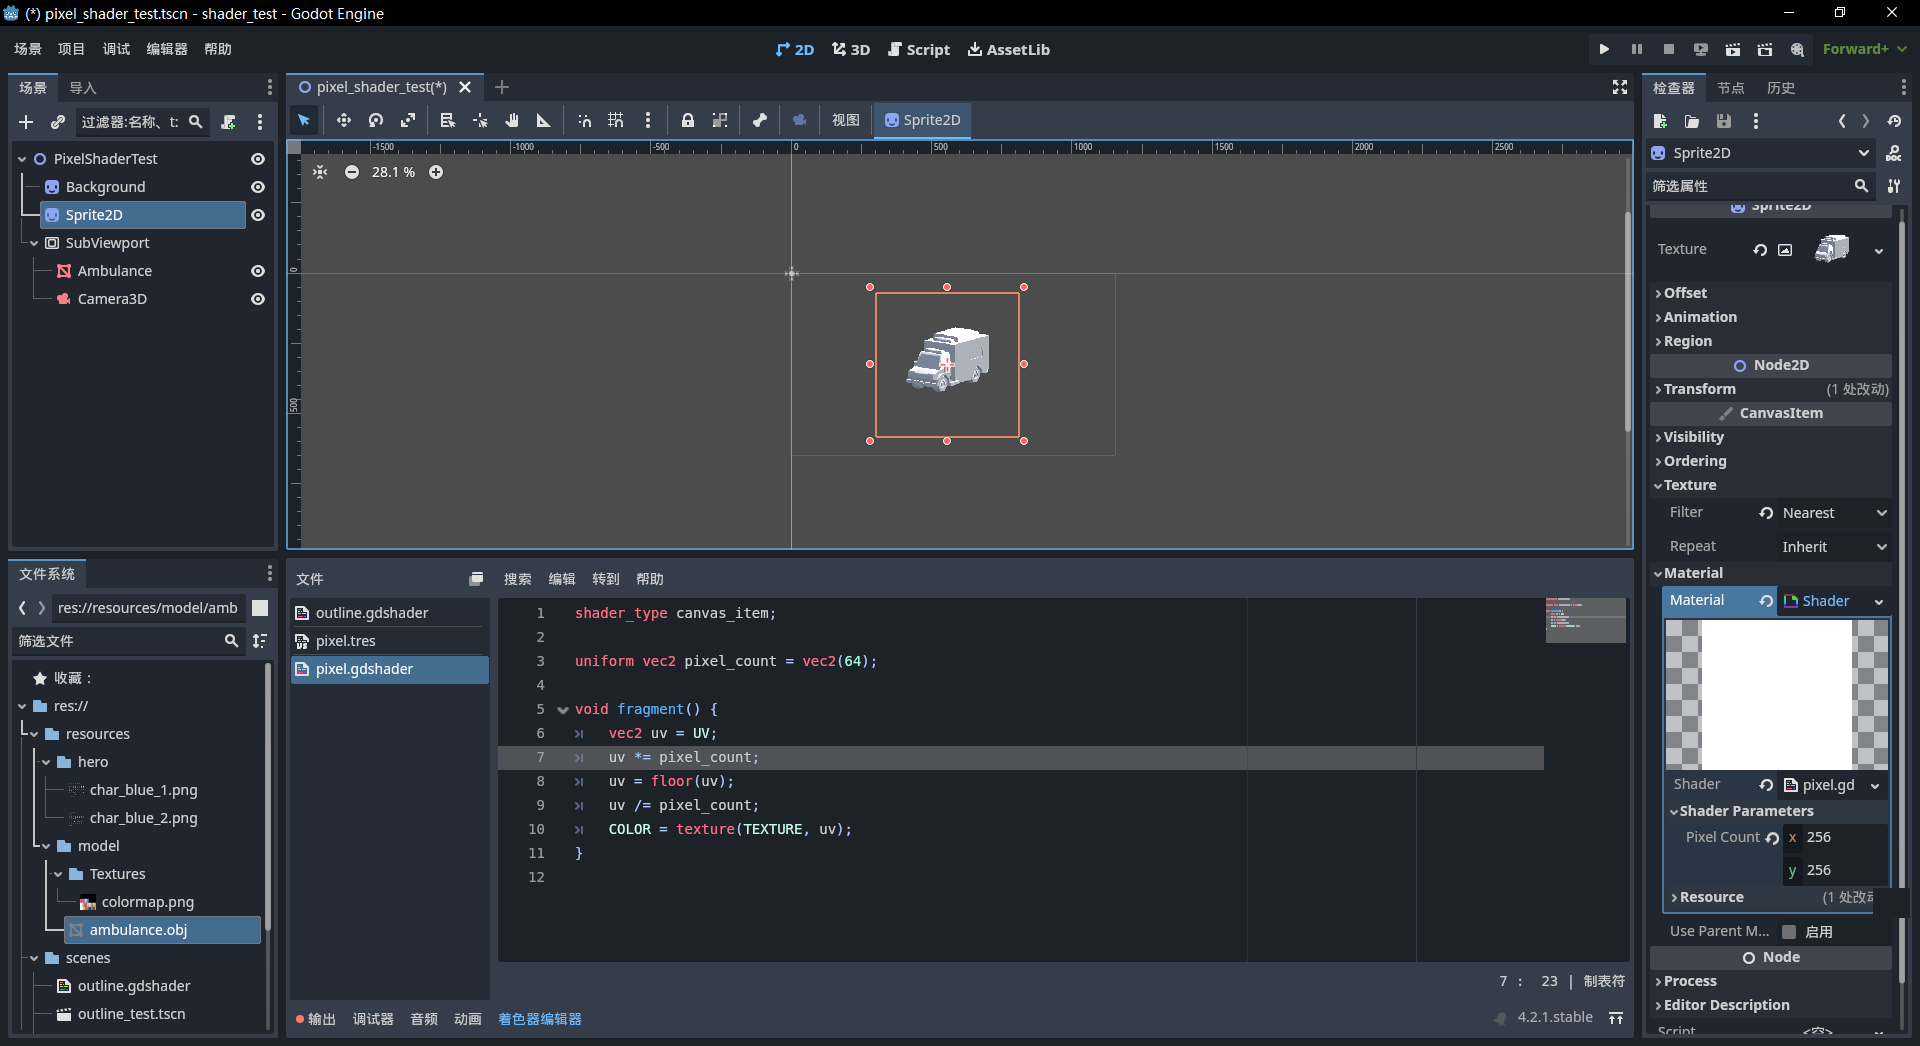 (*) pixel_shader_test.tscn - shader_test - Godot Engine
场景 项目 调试 编辑器 帮助
2D 3D Script AssetLib
Forward+
场景 导入
过滤器:名称、t:
PixelShaderTest
Background
Sprite2D
SubViewport
Ambulance
Camera3D
pixel_shader_test(*)
视图 Sprite2D
-1500 -1000 -500 0 500 1000 1500 2000 2500
28.1 %
0
500
检查器 节点 历史
Sprite2D
DOC
筛选属性
Sprite2D
Texture
Offset
Animation
Region
Node2D
Transform (1 处改动)
CanvasItem
Visibility
Ordering
Texture
Filter Nearest
Repeat Inherit
Material
Material Shader
Shader pixel.gd
Shader Parameters
Pixel Count x 256
y 256
Resource (1 处改动
Use Parent M... 启用
Node
Process
Editor Description
Script <空>
文件系统
res://resources/model/amb
筛选文件
收藏：
res://
resources
hero
char_blue_1.png
char_blue_2.png
model
Textures
colormap.png
ambulance.obj
scenes
outline.gdshader
outline_test.tscn
文件 搜索 编辑 转到 帮助
outline.gdshader
pixel.tres
pixel.gdshader
1 shader_type canvas_item;
2
3 uniform vec2 pixel_count = vec2(64);
4
5 void fragment() {
6 vec2 uv = UV;
7 uv *= pixel_count;
8 uv = floor(uv);
9 uv /= pixel_count;
10 COLOR = texture(TEXTURE, uv);
11 }
12
7 : 23 | 制表符
输出 调试器 音频 动画 着色器编辑器
4.2.1.stable